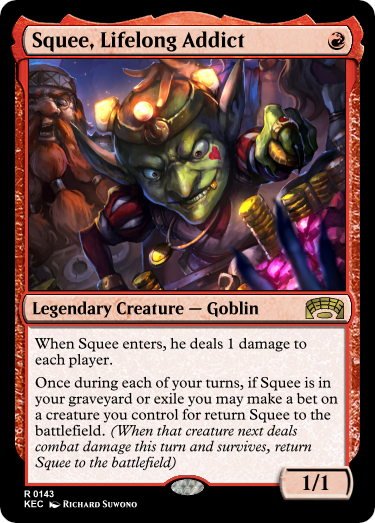 Squee, Lifelong Addict
Legendary Creature — Goblin
When Squee enters, he deals 1 damage to
each player.
Once during each of your turns, if Squee is in
your graveyard or exile you may make a bet on
a creature you control for return Squee to the
battlefield. (When that creature next deals
combat damage this turn and survives, return
Squee to the battlefield)
1/1
R 0143
KEC Richard Suwono